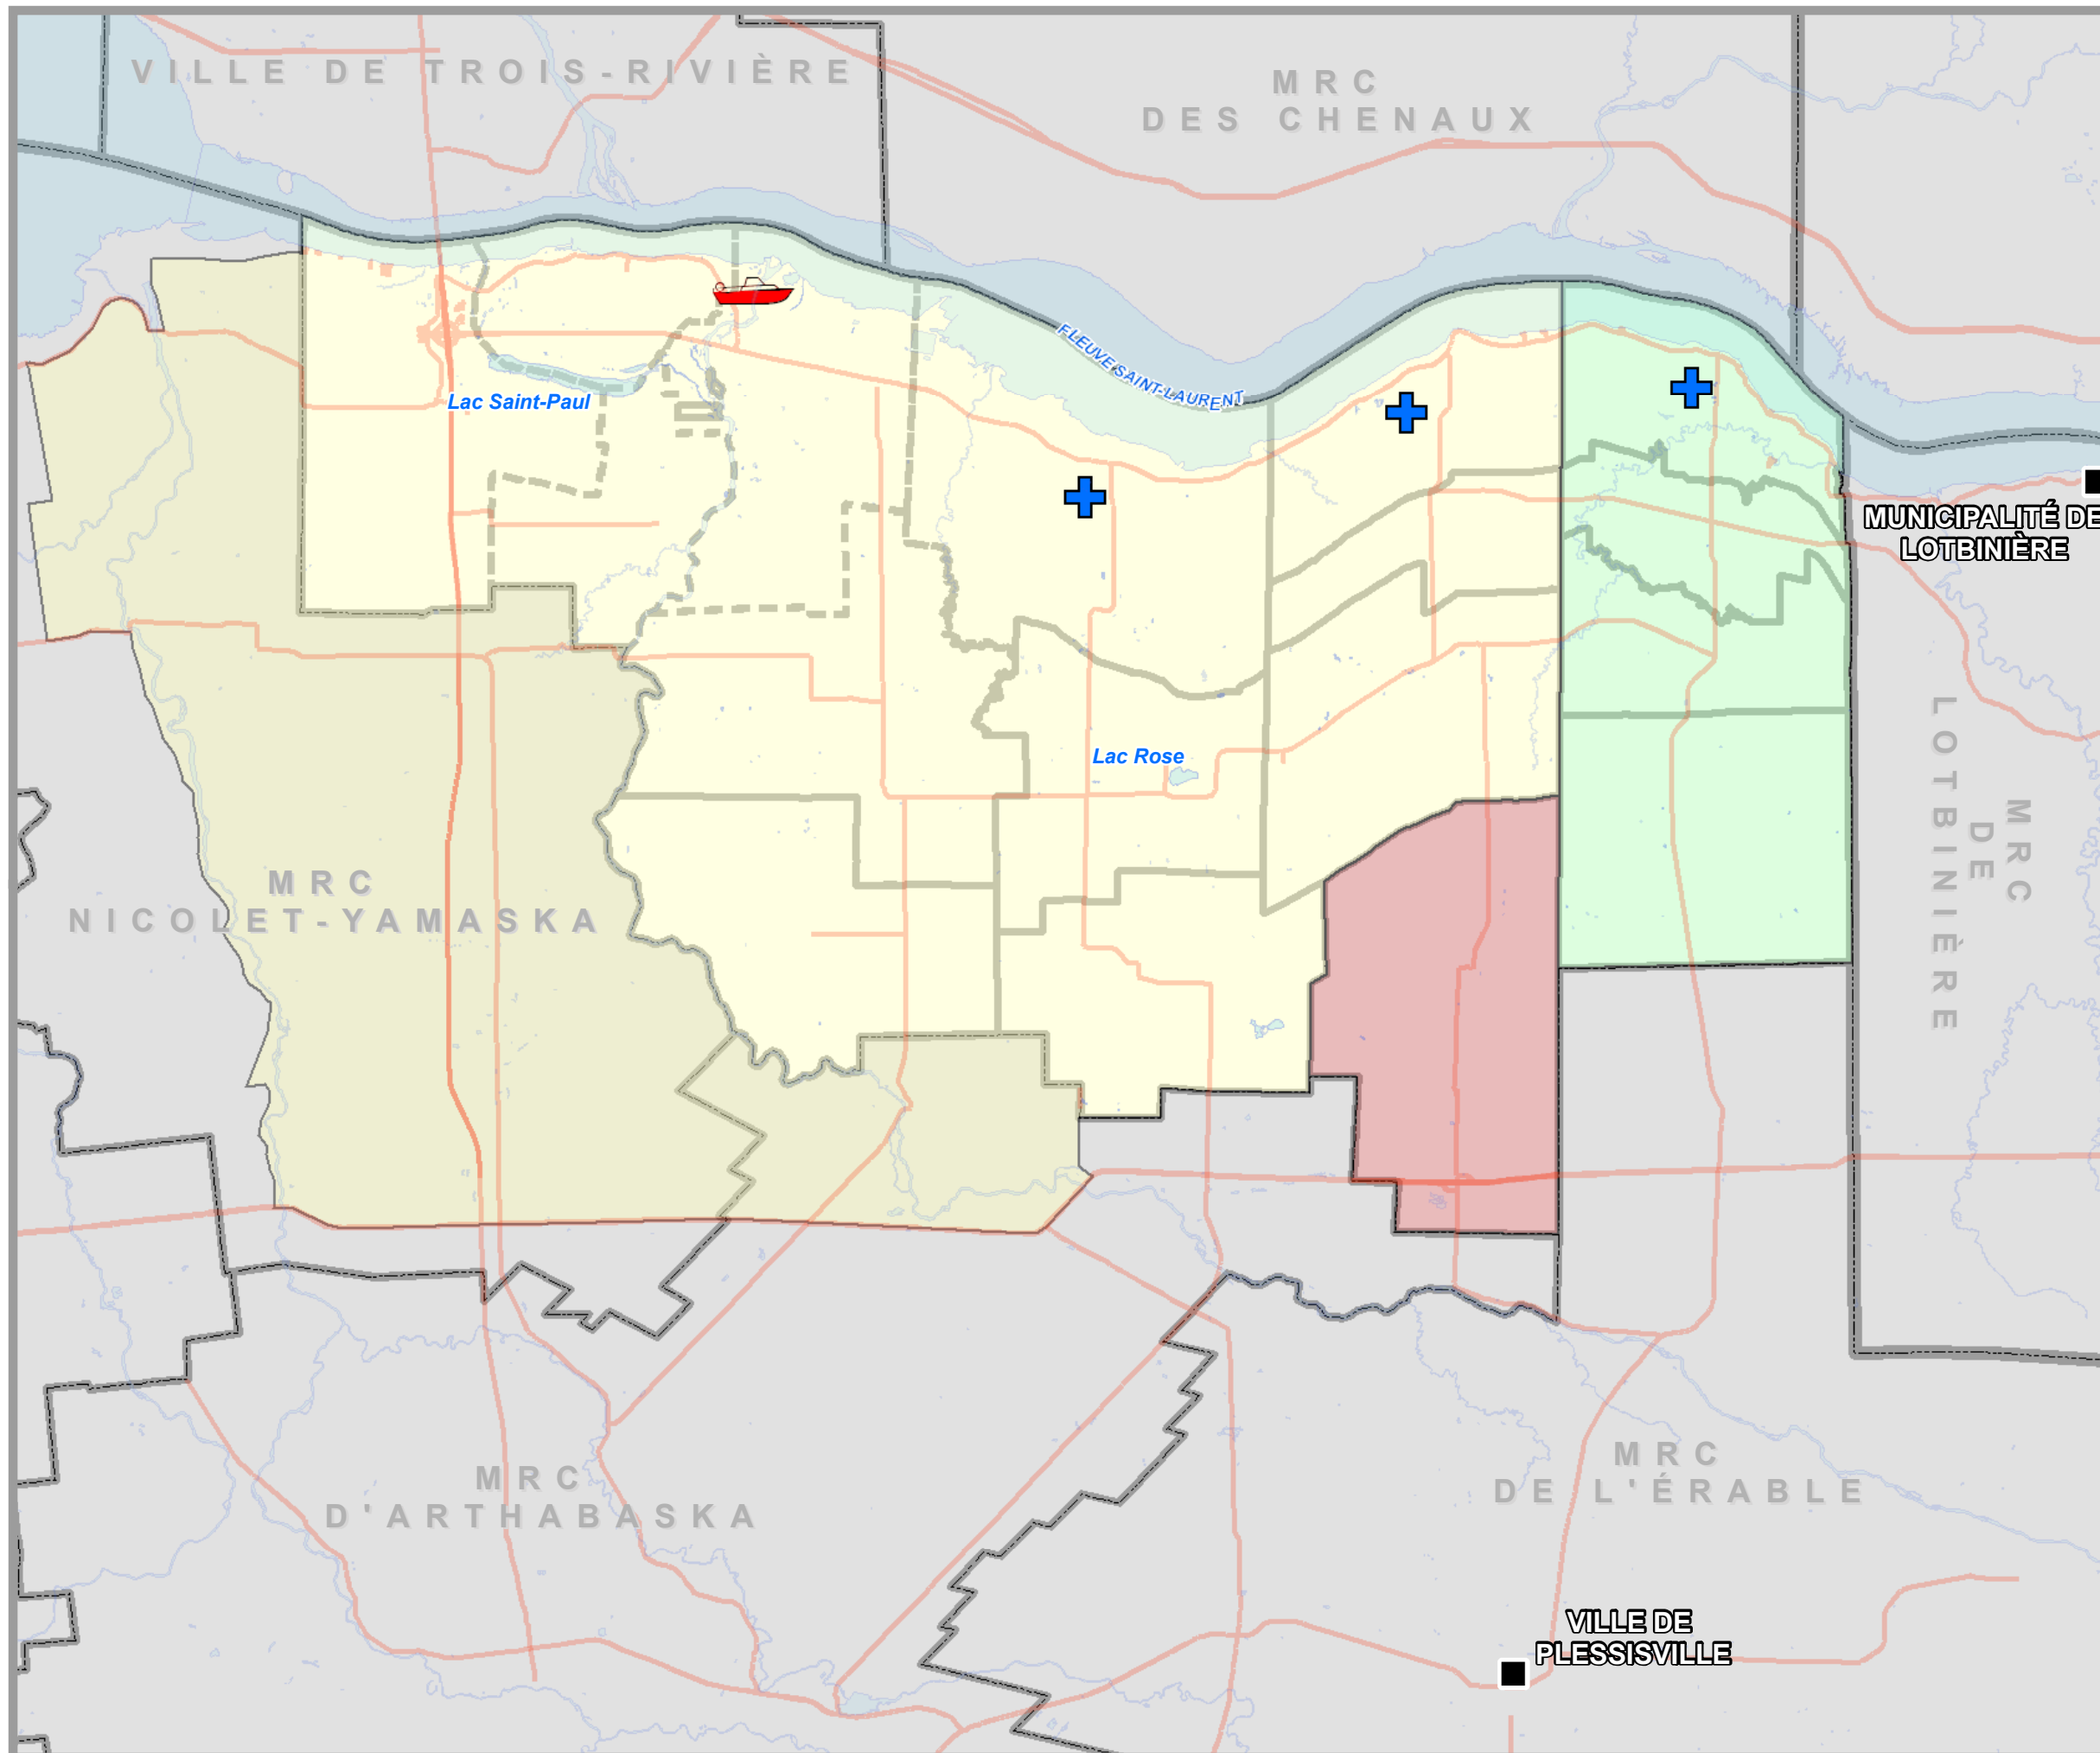 VILLE DE TROIS-RIVIÈRE
MRC
DES CHENAUX
FLEUVE SAINT-LAURENT
Lac Saint-Paul
MUNICIPALITÉ DE
LOTBINIÈRE
Lac Rose
MRC
DE
LOTBINIÈRE
MRC
NICOLET-YAMASKA
MRC
D'ARTHABASKA
MRC
DE L'ÉRABLE
VILLE DE
PLESSISVILLE